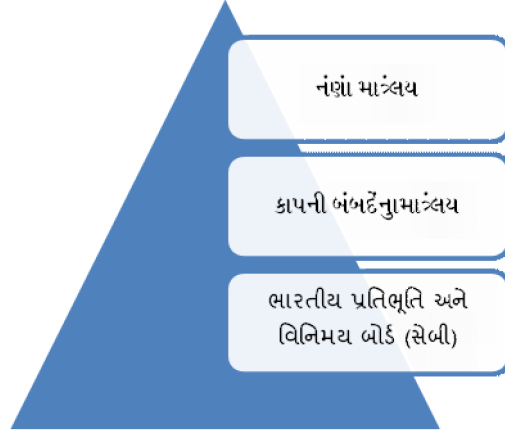 નંણાં માત્રંલય
કાપની બંબદેંનુામાત્રંલય
ભારતીય પ્રતિભૂતિ અને
વિનિમય બોર્ડ (સેબી)